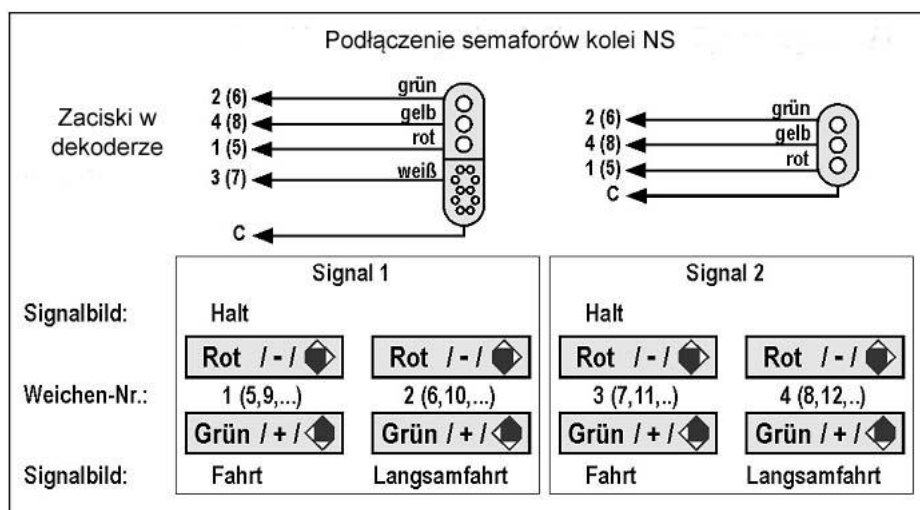 Podłączenie semaforów kolei NS
Zaciski w
dekoderze
2 (6) grün
4 (8) gelb
1 (5) rot
3 (7) weiß
C
2 (6) grün
4 (8) gelb
1 (5) rot
C
Signal 1 Signal 2
Signalbild: Halt Halt
Rot / - / Rot / - / Rot / - / Rot / - /
Weichen-Nr.: 1 (5,9,...) 2 (6,10,...) 3 (7,11,..) 4 (8,12,..)
Grün / + / Grün / + / Grün / + / Grün / + /
Signalbild: Fahrt Langsamfahrt Fahrt Langsamfahrt